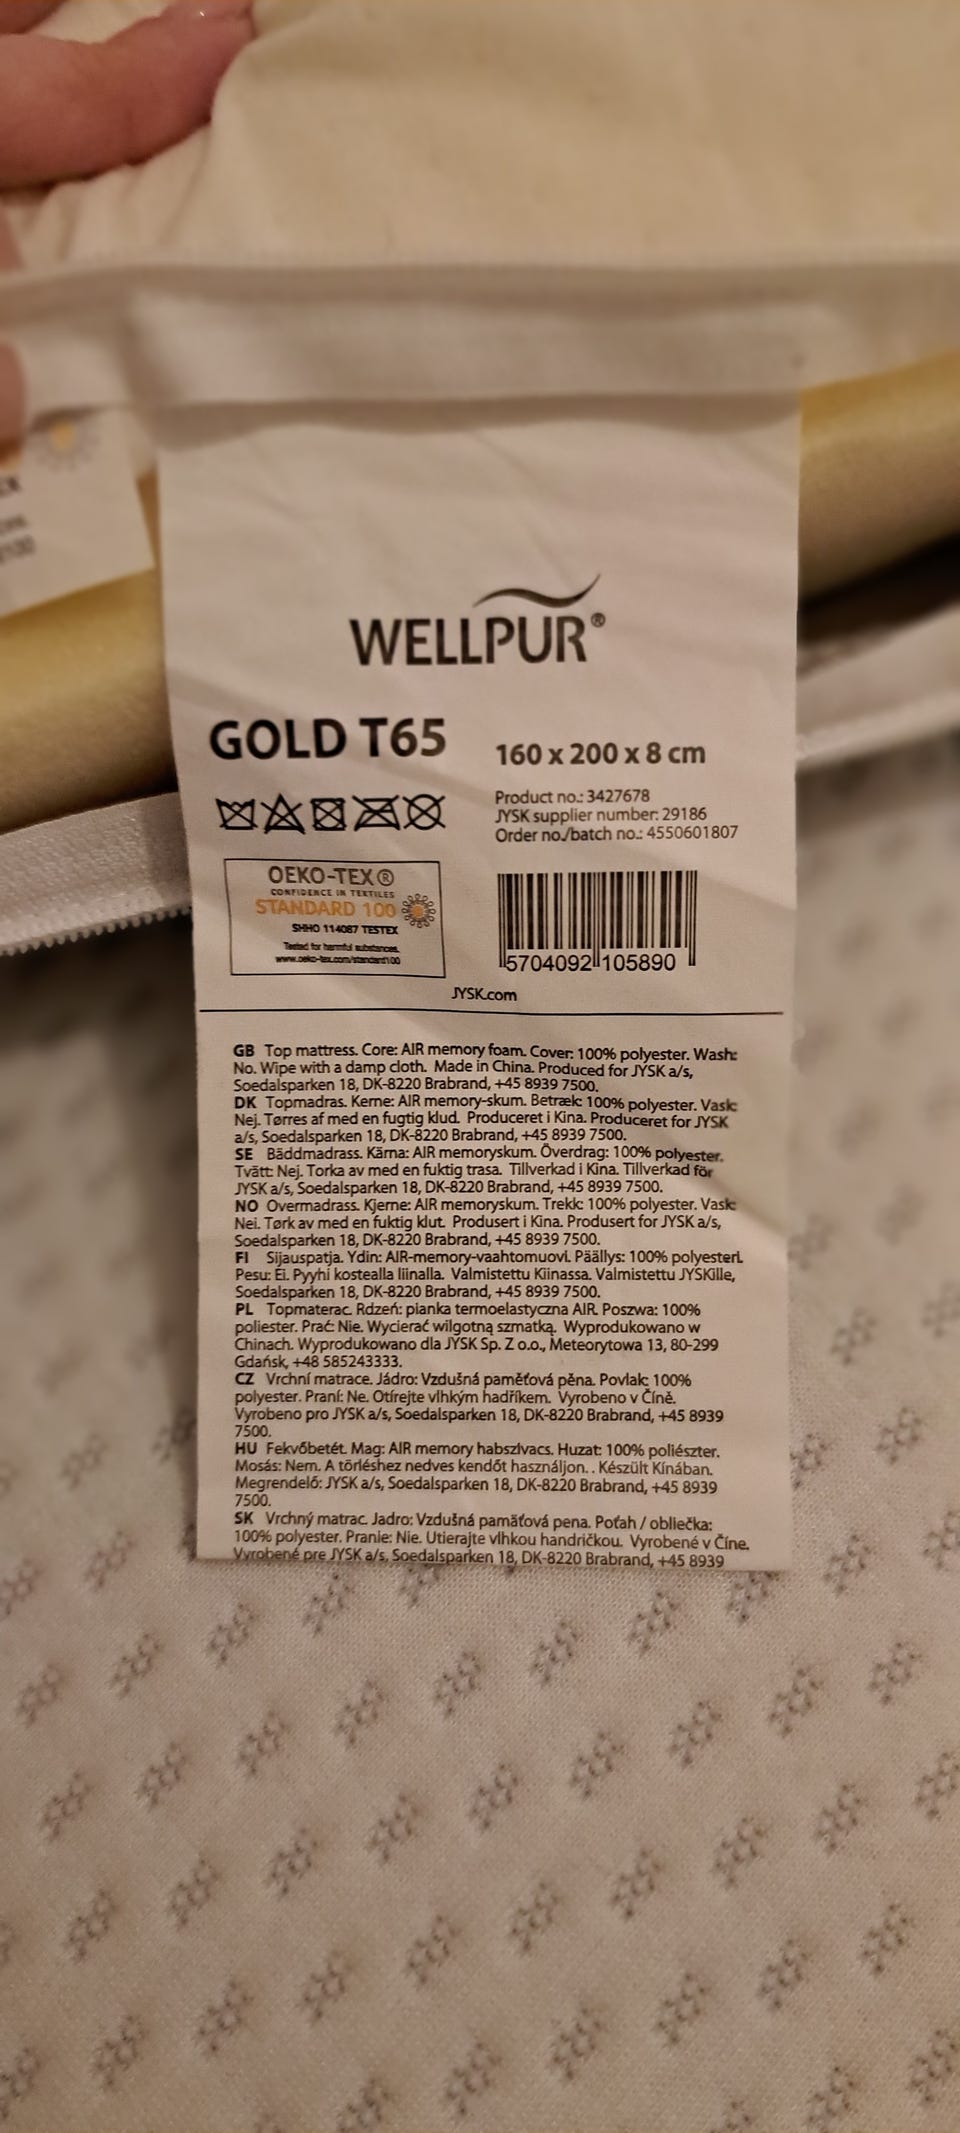 WELLPUR®
GOLD T65
160 x 200 x 8 cm
Product no.: 3427678
JYSK supplier number: 29186
Order no./batch no.: 4550601807
OEKO-TEX®
CONFIDENCE IN TEXTILES
STANDARD 100
SHHO 114087 TESTEX
Tested for harmful substances.
www.oeko-tex.com/standard100
5704092 105890
JYSK.com
GB Top mattress. Core: AIR memory foam. Cover: 100% polyester. Wash:
No. Wipe with a damp cloth. Made in China. Produced for JYSK a/s,
Soedalsparken 18, DK-8220 Brabrand, +45 8939 7500.
DK Topmadras. Kerne: AIR memory-skum. Betræk: 100% polyester. Vask:
Nej. Tørres af med en fugtig klud. Produceret i Kina. Produceret for JYSK
a/s, Soedalsparken 18, DK-8220 Brabrand, +45 8939 7500.
SE Bäddmadrass. Kärna: AIR memoryskum. Överdrag: 100% polyester.
Tvätt: Nej. Torka av med en fuktig trasa. Tillverkad i Kina. Tillverkad för
JYSK a/s, Soedalsparken 18, DK-8220 Brabrand, +45 8939 7500.
NO Overmadrass. Kjerne: AIR memoryskum. Trekk: 100% polyester. Vask:
Nei. Tørk av med en fuktig klut. Produsert i Kina. Produsert for JYSK a/s,
Soedalsparken 18, DK-8220 Brabrand, +45 8939 7500.
FI Sijauspatja. Ydin: AIR-memory-vaahtomuovi. Päällys: 100% polyesteri.
Pesu: Ei. Pyyhi kostealla liinalla. Valmistettu Kiinassa. Valmistettu JYSKille,
Soedalsparken 18, DK-8220 Brabrand, +45 8939 7500.
PL Topmaterac. Rdzeń: pianka termoelastyczna AIR. Poszwa: 100%
poliester. Prać: Nie. Wycierać wilgotną szmatką. Wyprodukowano w
Chinach. Wyprodukowano dla JYSK Sp. Z o.o., Meteorytowa 13, 80-299
Gdańsk, +48 585243333.
CZ Vrchní matrace. Jádro: Vzdušná paměťová pěna. Povlak: 100%
polyester. Praní: Ne. Otírejte vlhkým hadříkem. Vyrobeno v Číně.
Vyrobeno pro JYSK a/s, Soedalsparken 18, DK-8220 Brabrand, +45 8939
7500.
HU Fekvőbetét. Mag: AIR memory habszivacs. Huzat: 100% poliészter.
Mosás: Nem. A törléshez nedves kendőt használjon. . Készült Kínában.
Megrendelő: JYSK a/s, Soedalsparken 18, DK-8220 Brabrand, +45 8939
7500.
SK Vrchný matrac. Jadro: Vzdušná pamäťová pena. Poťah / obliečka:
100% polyester. Pranie: Nie. Utierajte vlhkou handričkou. Vyrobené v Číne.
Vyrobené pre JYSK a/s, Soedalsparken 18, DK-8220 Brabrand, +45 8939